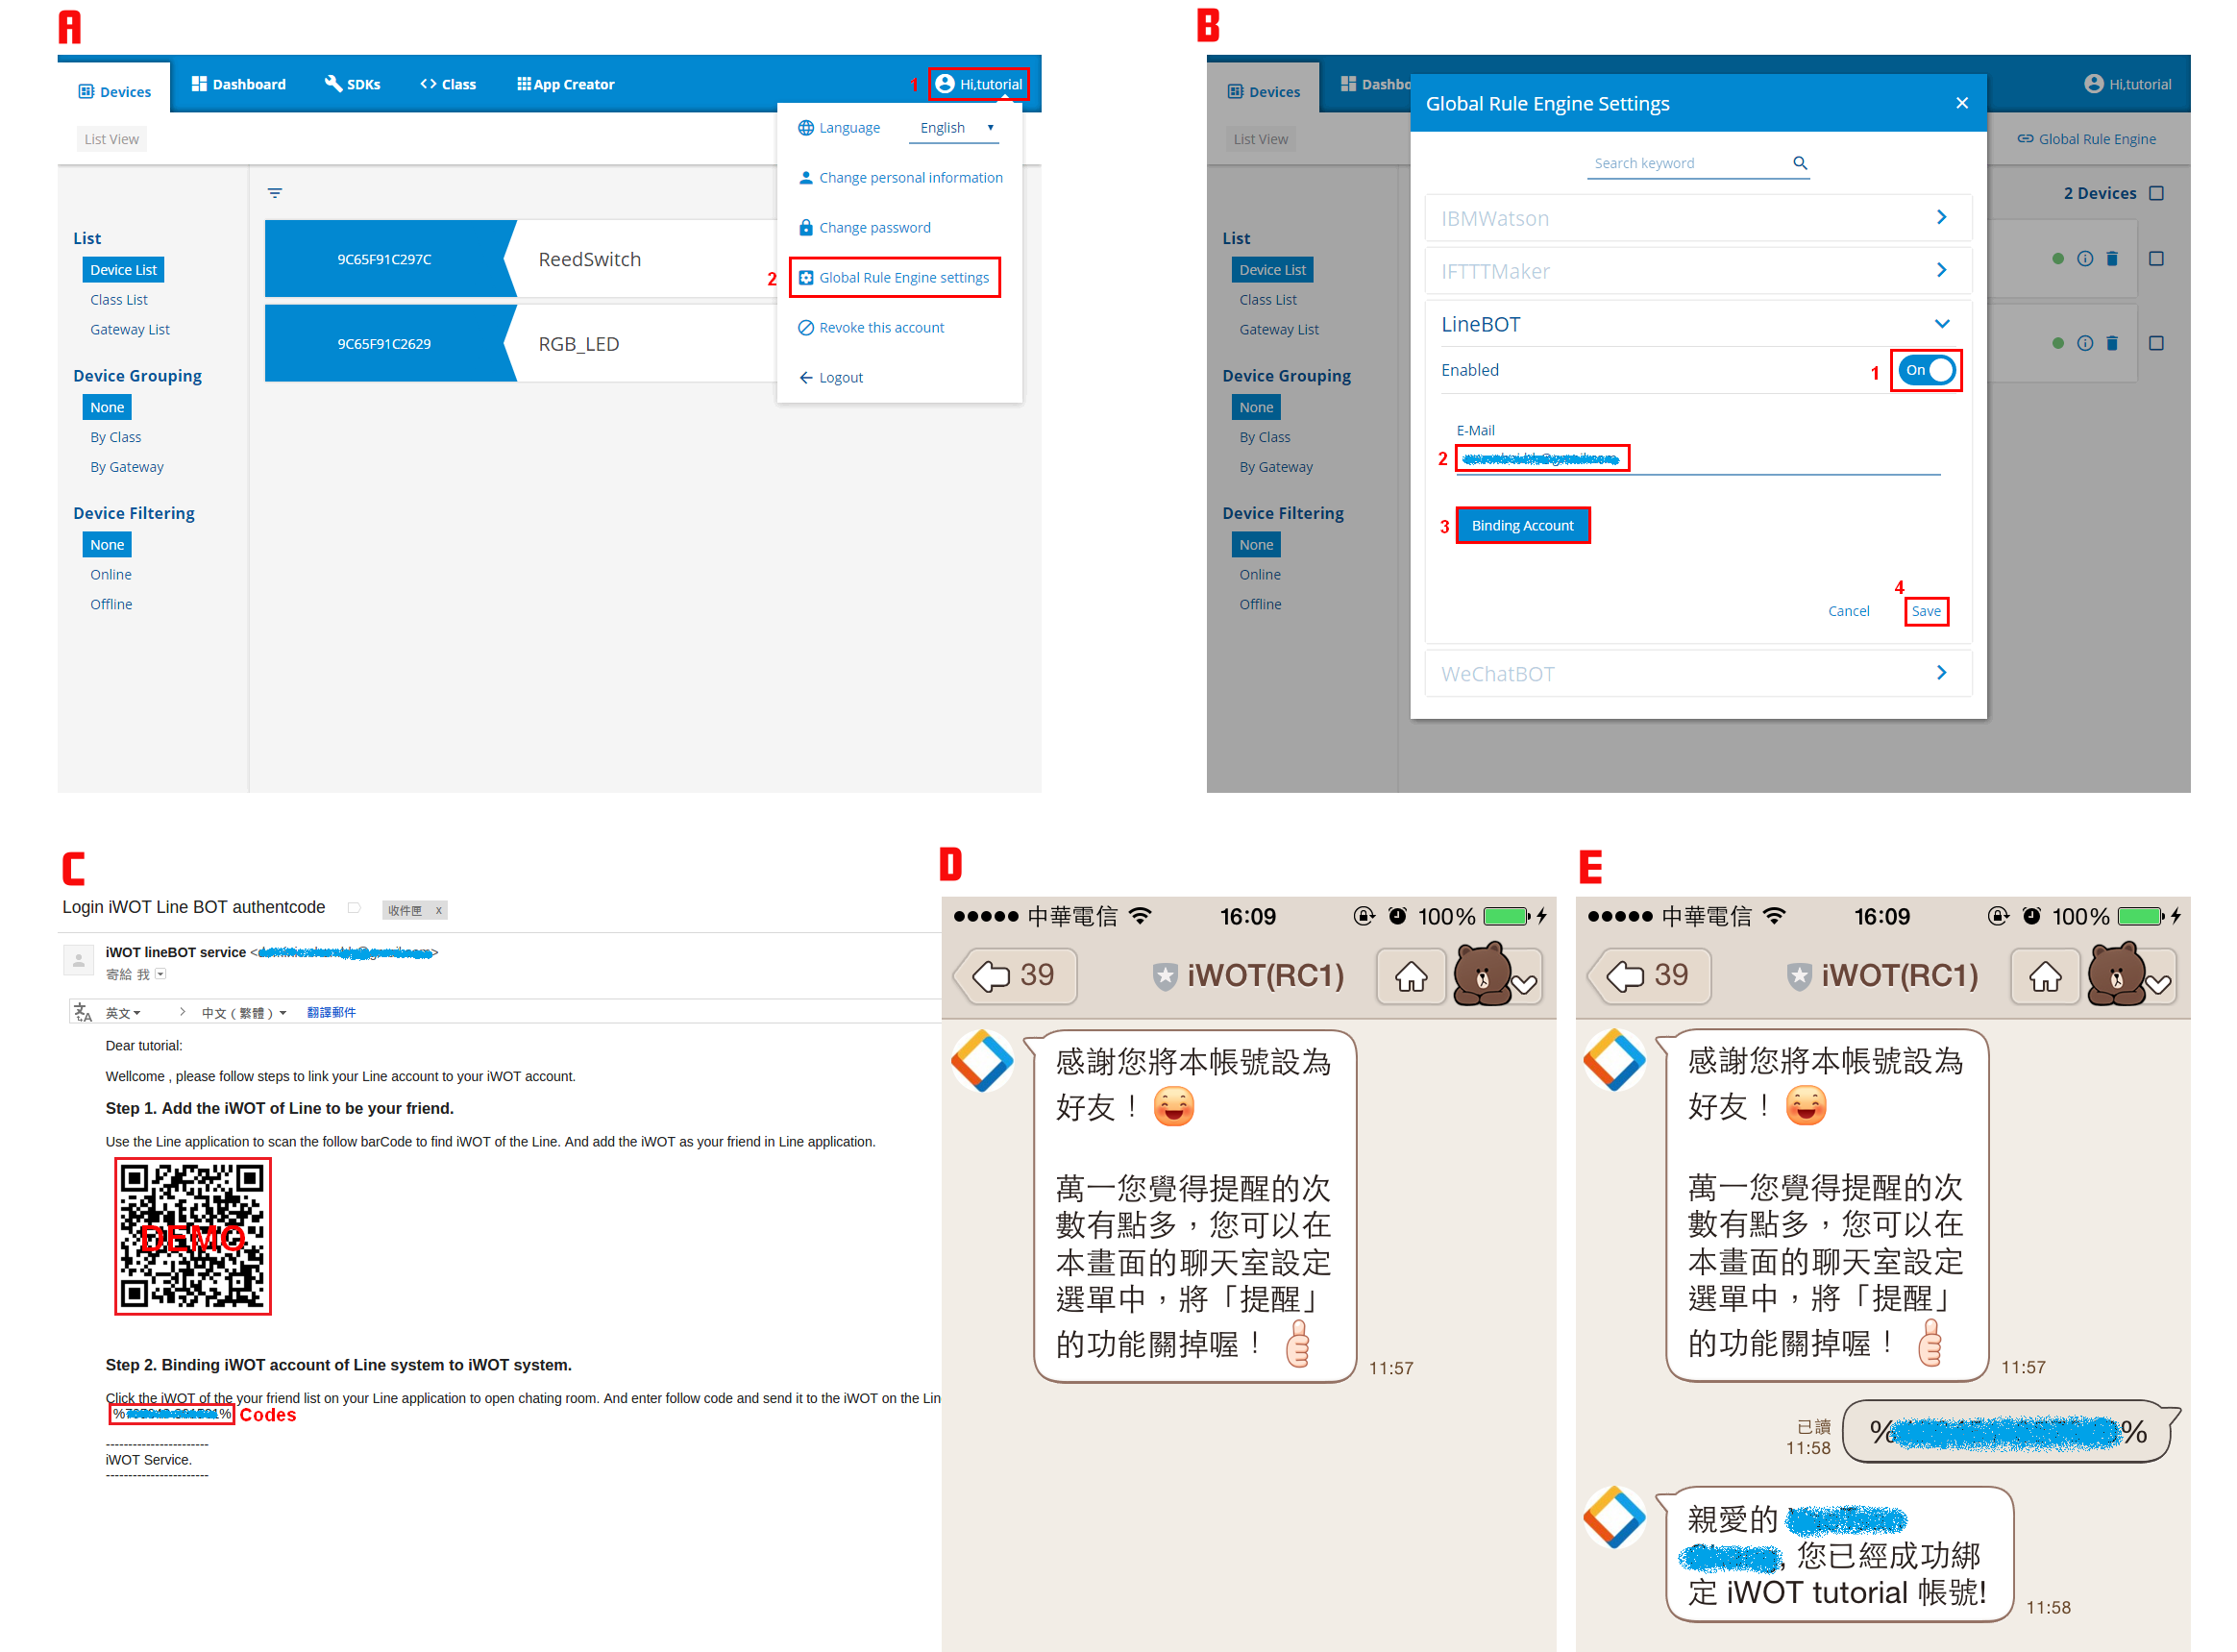 A
Devices
Dashboard
SDKs
Class
App Creator
1
Hi,tutorial
List View
Language
English
Change personal information
Change password
2
Global Rule Engine settings
Revoke this account
Logout
List
Device List
Class List
Gateway List
Device Grouping
None
By Class
By Gateway
Device Filtering
None
Online
Offline
9C65F91C297C
ReedSwitch
9C65F91C2629
RGB_LED
B
Devices
Dashbo
Hi,tutorial
List View
Global Rule Engine
2 Devices
List
Device List
Class List
Gateway List
Device Grouping
None
By Class
By Gateway
Device Filtering
None
Online
Offline
Global Rule Engine Settings
Search keyword
IBMWatson
IFTTTMaker
LineBOT
Enabled
1
On
E-Mail
2
3
Binding Account
4
Cancel
Save
WeChatBOT
C
Login iWOT Line BOT authentcode
收件匣 x
iWOT lineBOT service <
寄給 我
英文
中文 ( 繁體 )
翻譯郵件
Dear tutorial:
Wellcome , please follow steps to link your Line account to your iWOT account.
Step 1. Add the iWOT of Line to be your friend.
Use the Line application to scan the follow barCode to find iWOT of the Line. And add the iWOT as your friend in Line application.
DEMO
Step 2. Binding iWOT account of Line system to iWOT system.
Click the iWOT of the your friend list on your Line application to open chating room. And enter follow code and send it to the iWOT on the Lin
Codes
-----------------------
iWOT Service.
-----------------------
D
中華電信
16:09
100%
39
iWOT(RC1)
感謝您將本帳號設為
好友！
萬一您覺得提醒的次
數有點多，您可以在
本畫面的聊天室設定
選單中，將「提醒」
的功能關掉喔！
11:57
E
中華電信
16:09
100%
39
iWOT(RC1)
感謝您將本帳號設為
好友！
萬一您覺得提醒的次
數有點多，您可以在
本畫面的聊天室設定
選單中，將「提醒」
的功能關掉喔！
11:57
已讀
11:58
% %
親愛的
, 您已經成功綁
定 iWOT tutorial 帳號!
11:58